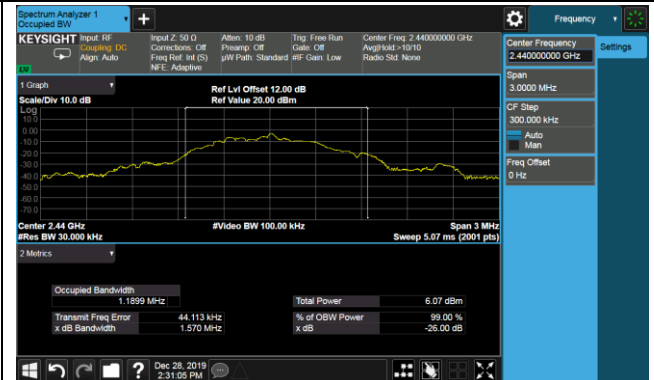 Spectrum Analyzer 1
Occupied BW
+
Frequency
KEYSIGHT
Input: RF
Coupling: DC
Align: Auto
Input Z: 50 Ω
Corrections: Off
Freq Ref: Int (S)
NFE: Adaptive
Atten: 10 dB
Preamp: Off
µW Path: Standard
Trig: Free Run
Gate: Off
#IF Gain: Low
Center Freq: 2.440000000 GHz
Avg|Hold:>10/10
Radio Std: None
Center Frequency
2.440000000 GHz
Settings
Span
3.0000 MHz
CF Step
300.000 kHz
Auto
Man
Freq Offset
0 Hz
1 Graph
Scale/Div 10.0 dB
Ref Lvl Offset 12.00 dB
Ref Value 20.00 dBm
Log
10.0
0.00
-10.0
-20.0
-30.0
-40.0
-50.0
-60.0
-70.0
Center 2.44 GHz
#Res BW 30.000 kHz
#Video BW 100.00 kHz
Span 3 MHz
Sweep 5.07 ms (2001 pts)
2 Metrics
Occupied Bandwidth
1.1899 MHz
Total Power 6.07 dBm
Transmit Freq Error 44.113 kHz
% of OBW Power 99.00 %
x dB Bandwidth 1.570 MHz
x dB -26.00 dB
?
Dec 28, 2019
2:31:05 PM